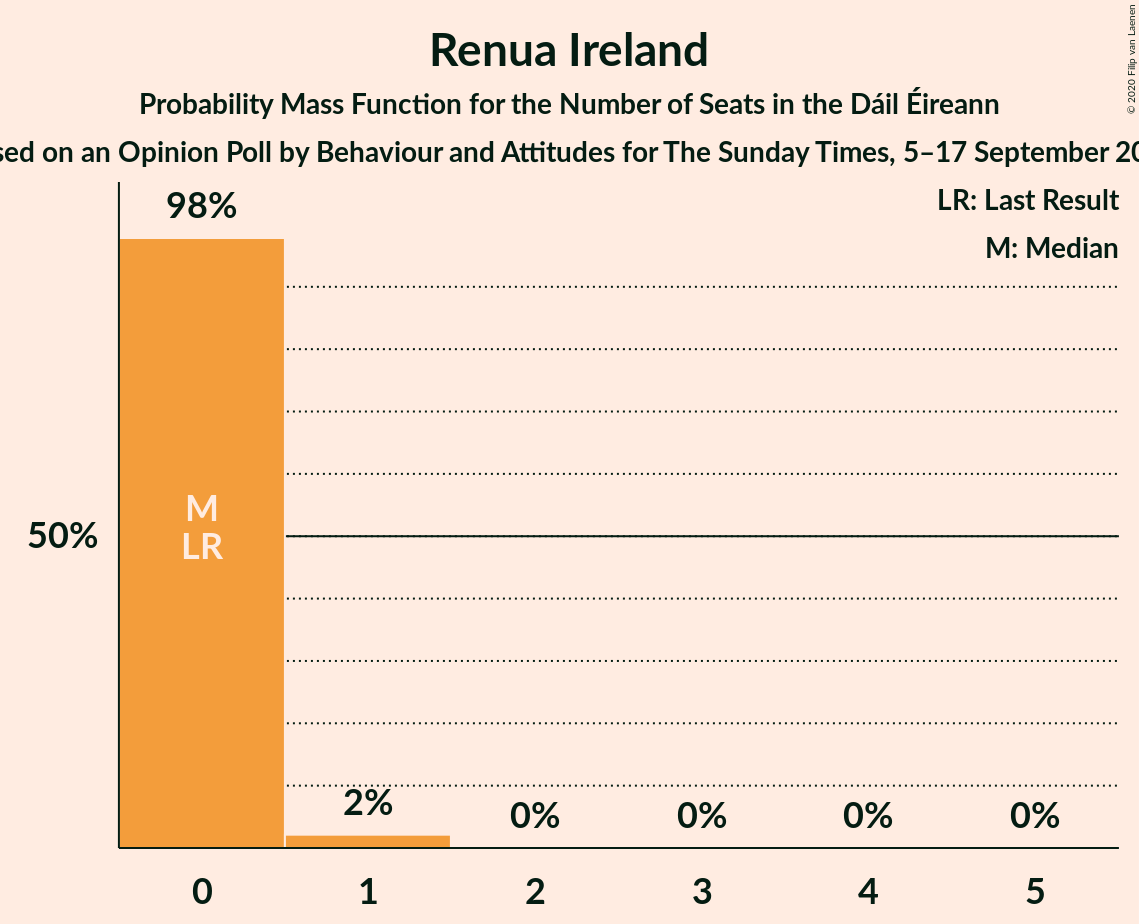 Renua Ireland
Probability Mass Function for the Number of Seats in the Dáil Éireann
on an Opinion Poll by Behaviour and Attitudes for The Sunday Times, 5–17 September
LR: Last Result
M: Median
98%
M
LR
50%
2%
0%
0%
0%
0%
0
1
2
3
4
5
© 2020 Filip van Laenen